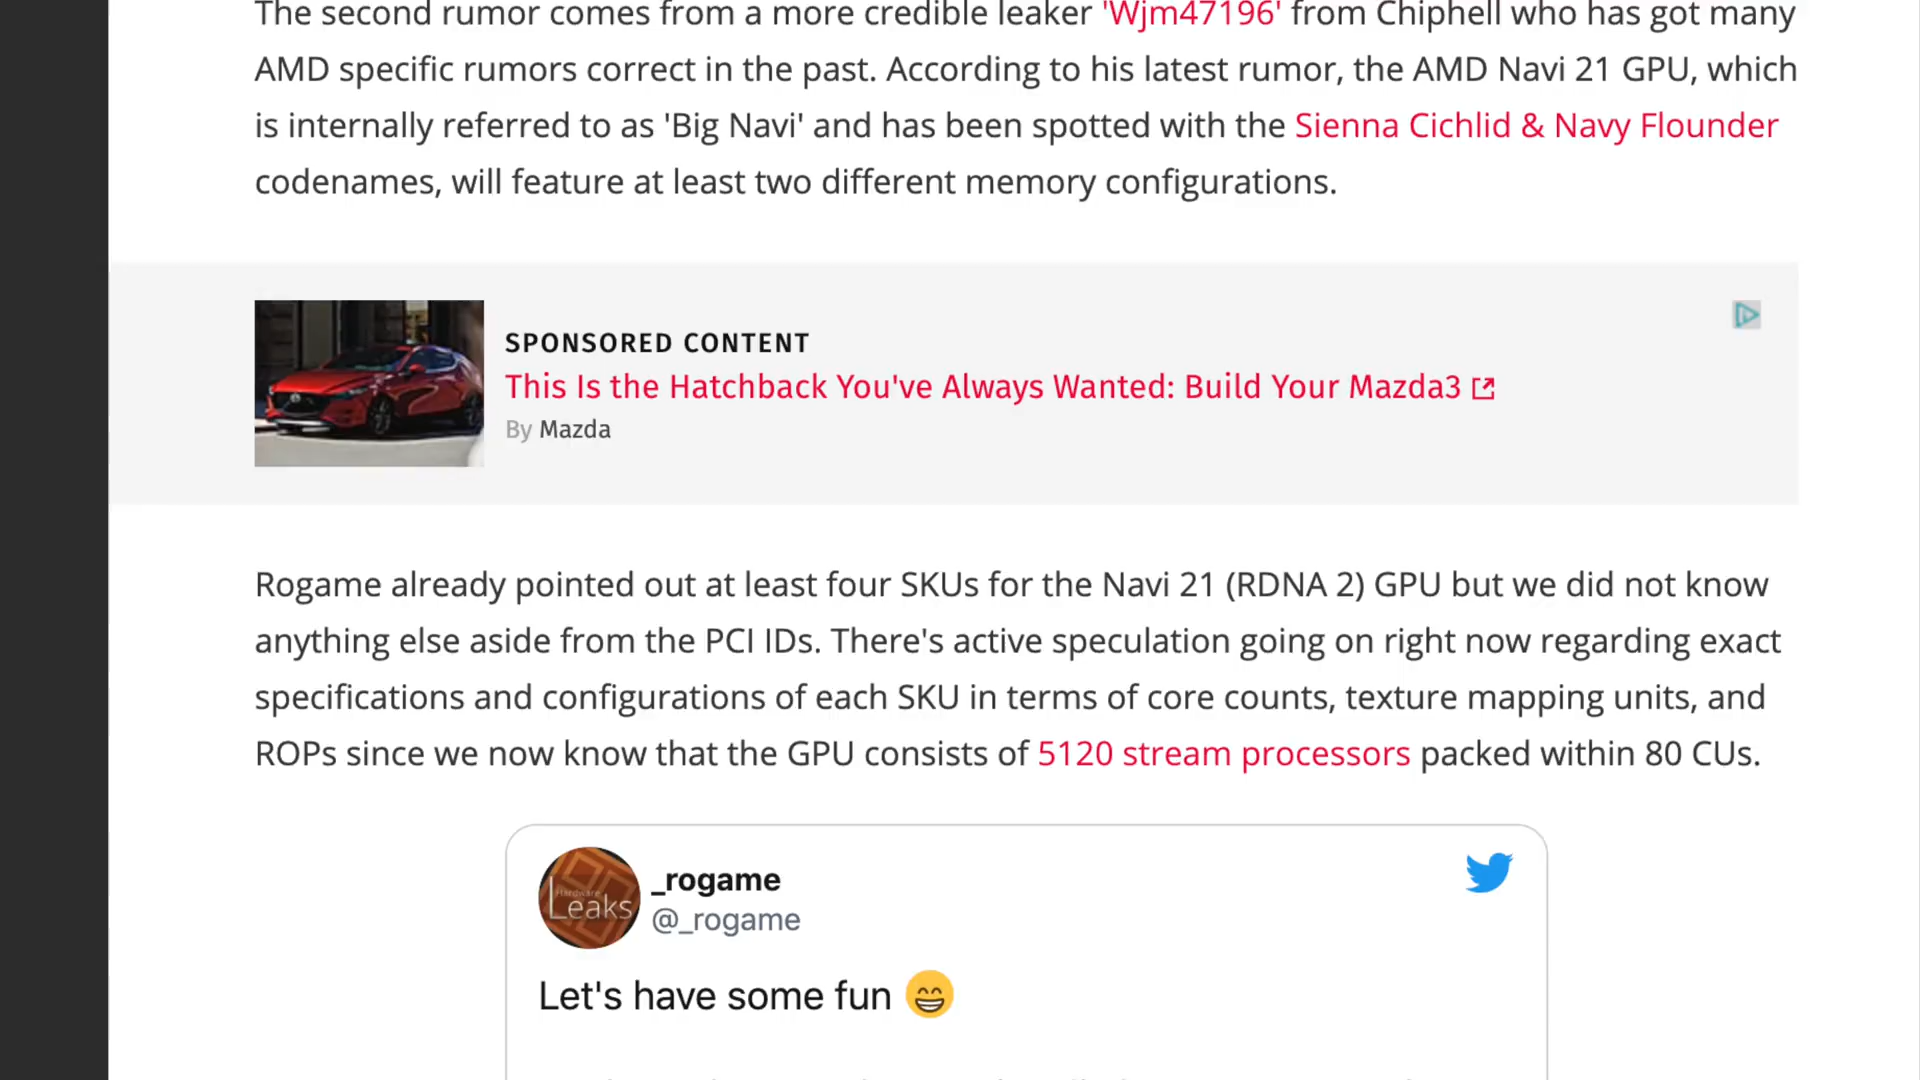 The second rumor comes from a more credible leaker 'Wjm47196' from Chiphell who has got many
AMD specific rumors correct in the past. According to his latest rumor, the AMD Navi 21 GPU, which
is internally referred to as 'Big Navi' and has been spotted with the Sienna Cichlid & Navy Flounder
codenames, will feature at least two different memory configurations.
SPONSORED CONTENT
This Is the Hatchback You've Always Wanted: Build Your Mazda3
By Mazda
Rogame already pointed out at least four SKUs for the Navi 21 (RDNA 2) GPU but we did not know
anything else aside from the PCI IDs. There's active speculation going on right now regarding exact
specifications and configurations of each SKU in terms of core counts, texture mapping units, and
ROPs since we now know that the GPU consists of 5120 stream processors packed within 80 CUs.
Hardware
Leaks
_rogame
@_rogame
Let's have some fun